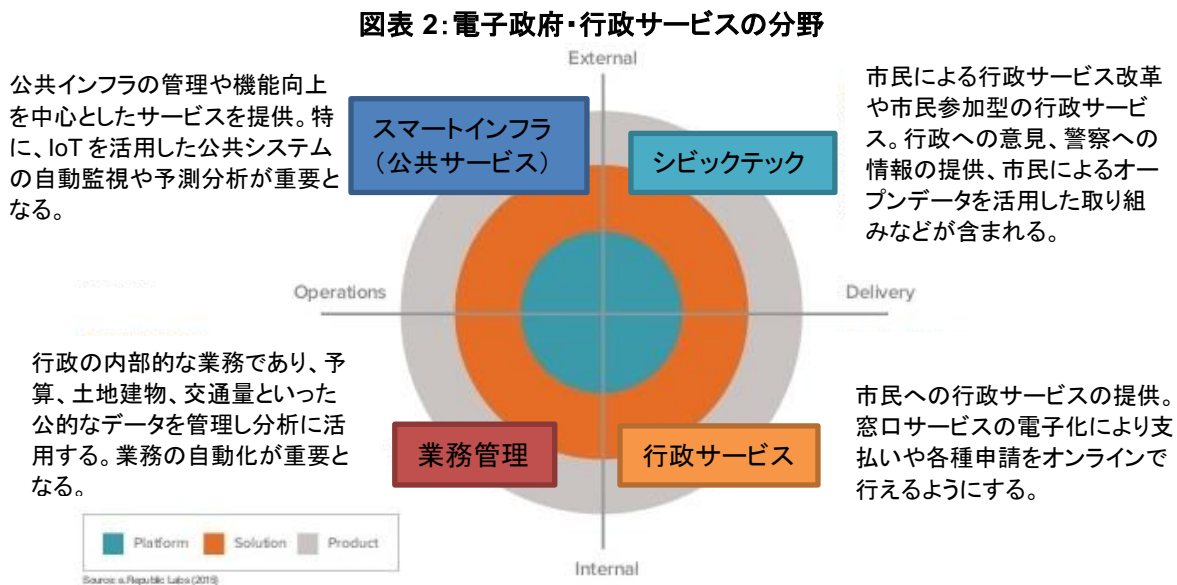 図表 2：電子政府・行政サービスの分野
External
公共インフラの管理や機能向上
を中心としたサービスを提供。特
に、IoT を活用した公共システム
の自動監視や予測分析が重要と
なる。
スマートインフラ
（公共サービス）
シビックテック
市民による行政サービス改革
や市民参加型の行政サービ
ス。行政への意見、警察への
情報の提供、市民によるオー
プンデータを活用した取り組
みなどが含まれる。
Operations
Delivery
行政の内部的な業務であり、予
算、土地建物、交通量といった
公的なデータを管理し分析に活
用する。業務の自動化が重要と
なる。
業務管理
行政サービス
市民への行政サービスの提供。
窓口サービスの電子化により支
払いや各種申請をオンラインで
行えるようにする。
Platform
Solution
Product
Internal
Source: e.Republic Labs (2016)